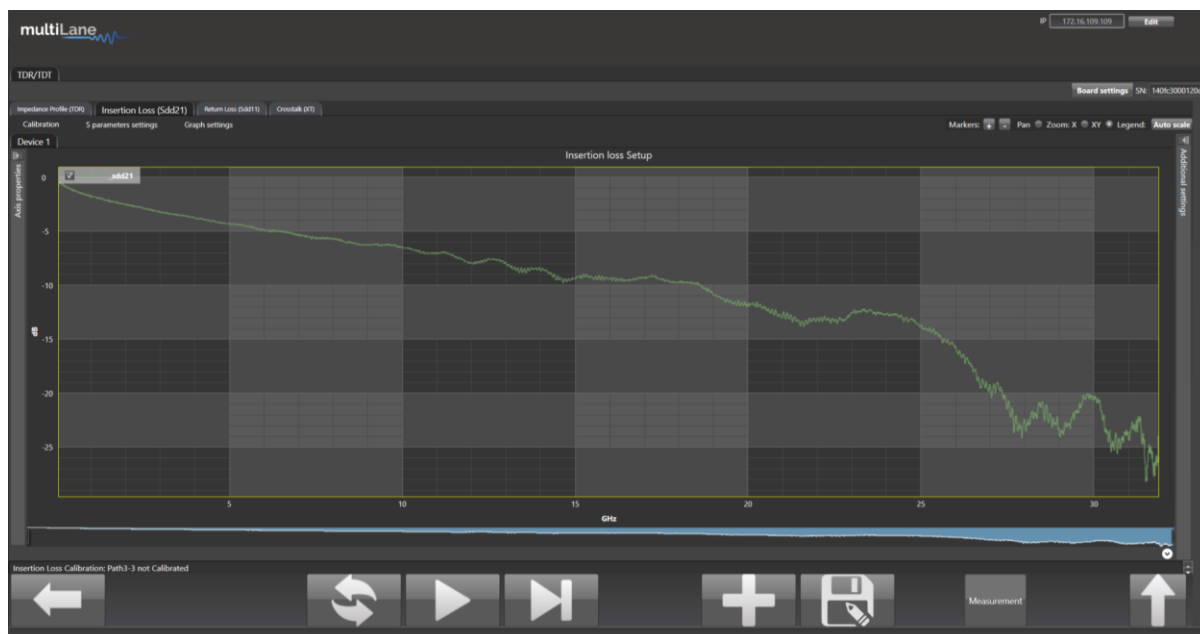 multiLane
IP 172.16.109.109 Edit
TDR/TDT
Board settings SN: 140fc3000120
Impedance Profile (TDR) Insertion Loss (Sdd21) Return Loss (Sdd11) Crosstalk (XT)
Calibration S parameters settings Graph settings Markers: + - Pan Zoom: X XY Legend: Auto scale
Device 1
Insertion loss Setup
Axis properties
Additional settings
_sdd21
0
-5
-10
dB
-15
-20
-25
5 10 15 20 25 30
GHz
Insertion Loss Calibration: Path3-3 not Calibrated
Measurement